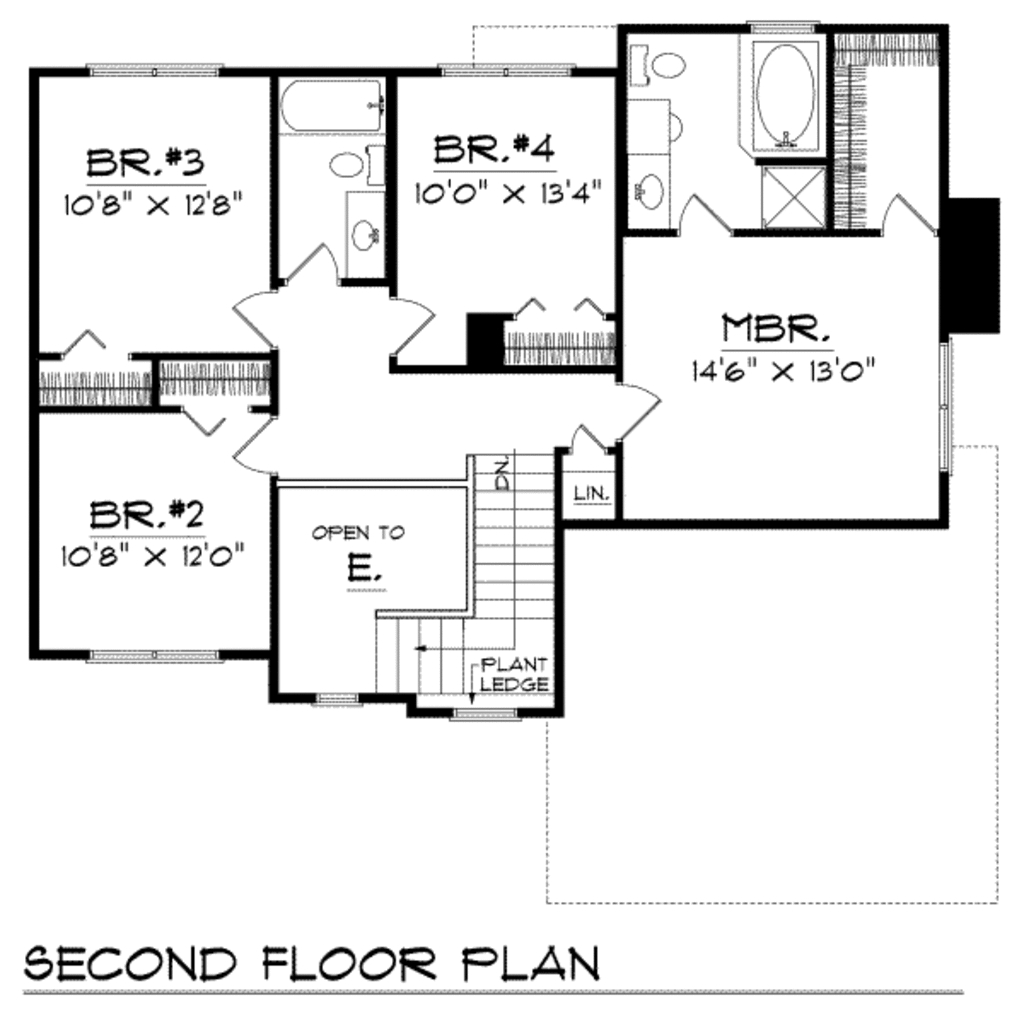 BR.#3
10'8" X 12'8"
BR.#4
10'0" X 13'4"
MBR.
14'6" X 13'0"
BR.#2
10'8" X 12'0"
OPEN TO
E.
DN.
LIN.
PLANT
LEDGE
SECOND FLOOR PLAN